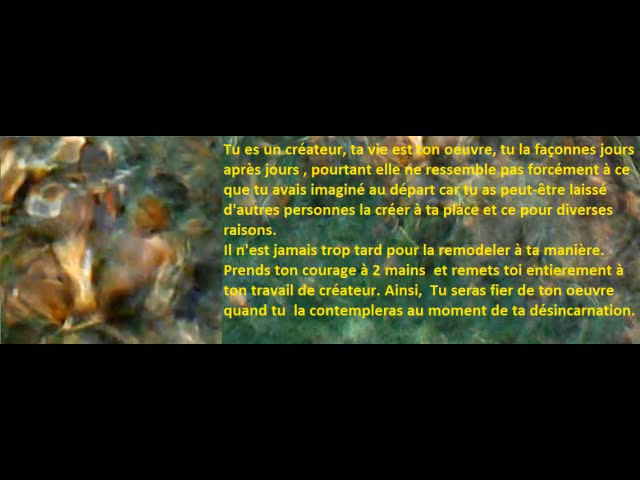 Tu es un créateur, ta vie est ton oeuvre, tu la façonnes jours
après jours , pourtant elle ne ressemble pas forcément à ce
que tu avais imaginé au départ car tu as peut-être laissé
d'autres personnes la créer à ta place et ce pour diverses
raisons.
Il n'est jamais trop tard pour la remodeler à ta manière.
Prends ton courage à 2 mains  et remets toi entierement à
ton travail de créateur. Ainsi,  Tu seras fier de ton oeuvre
quand tu  la contempleras au moment de ta désincarnation.